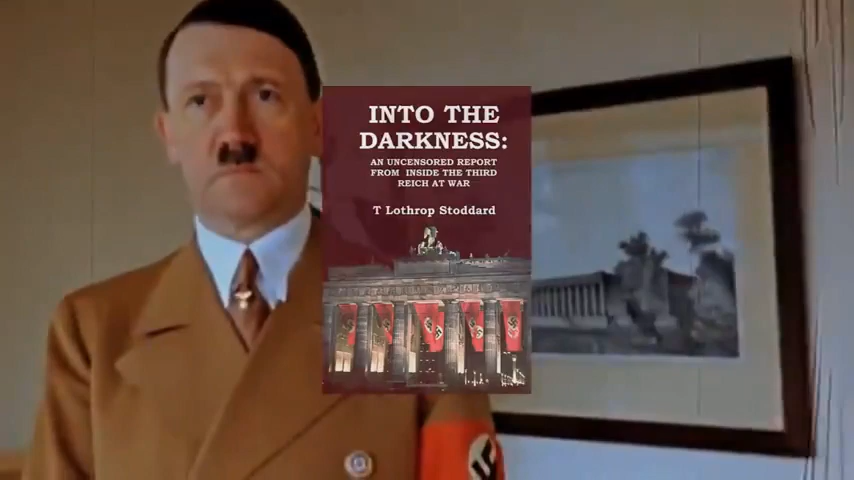 INTO THE
DARKNESS:
AN UNCENSORED REPORT
FROM INSIDE THE THIRD
REICH AT WAR
T Lothrop Stoddard